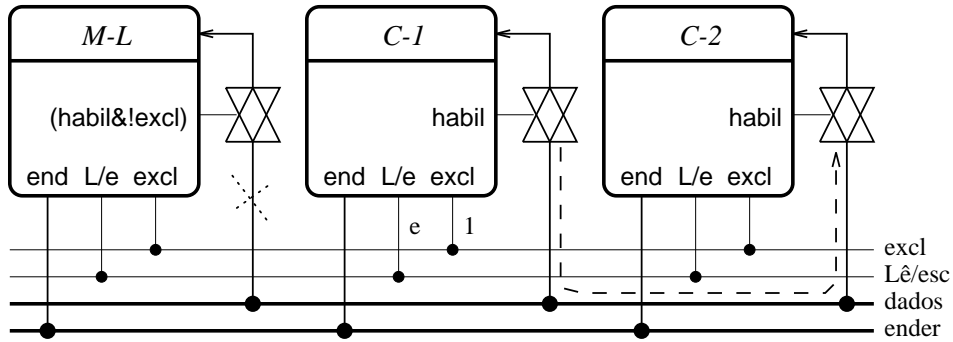 M-L C-1 C-2
(habil&!excl) habil habil
end L/e excl end L/e excl end L/e excl
e 1
excl
Lê/esc
dados
ender